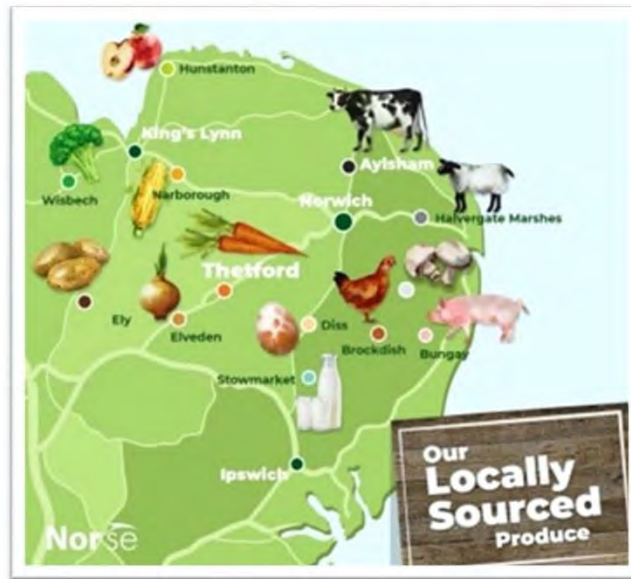 Hunstanton
King's Lynn
Aylsham
Wisbech
Narborough
Norwich
Halvergate Marshes
Thetford
Ely
Elveden
Diss
Brockdish
Bungay
Stowmarket
Ipswich
Our
Locally
Sourced
Produce
Norse